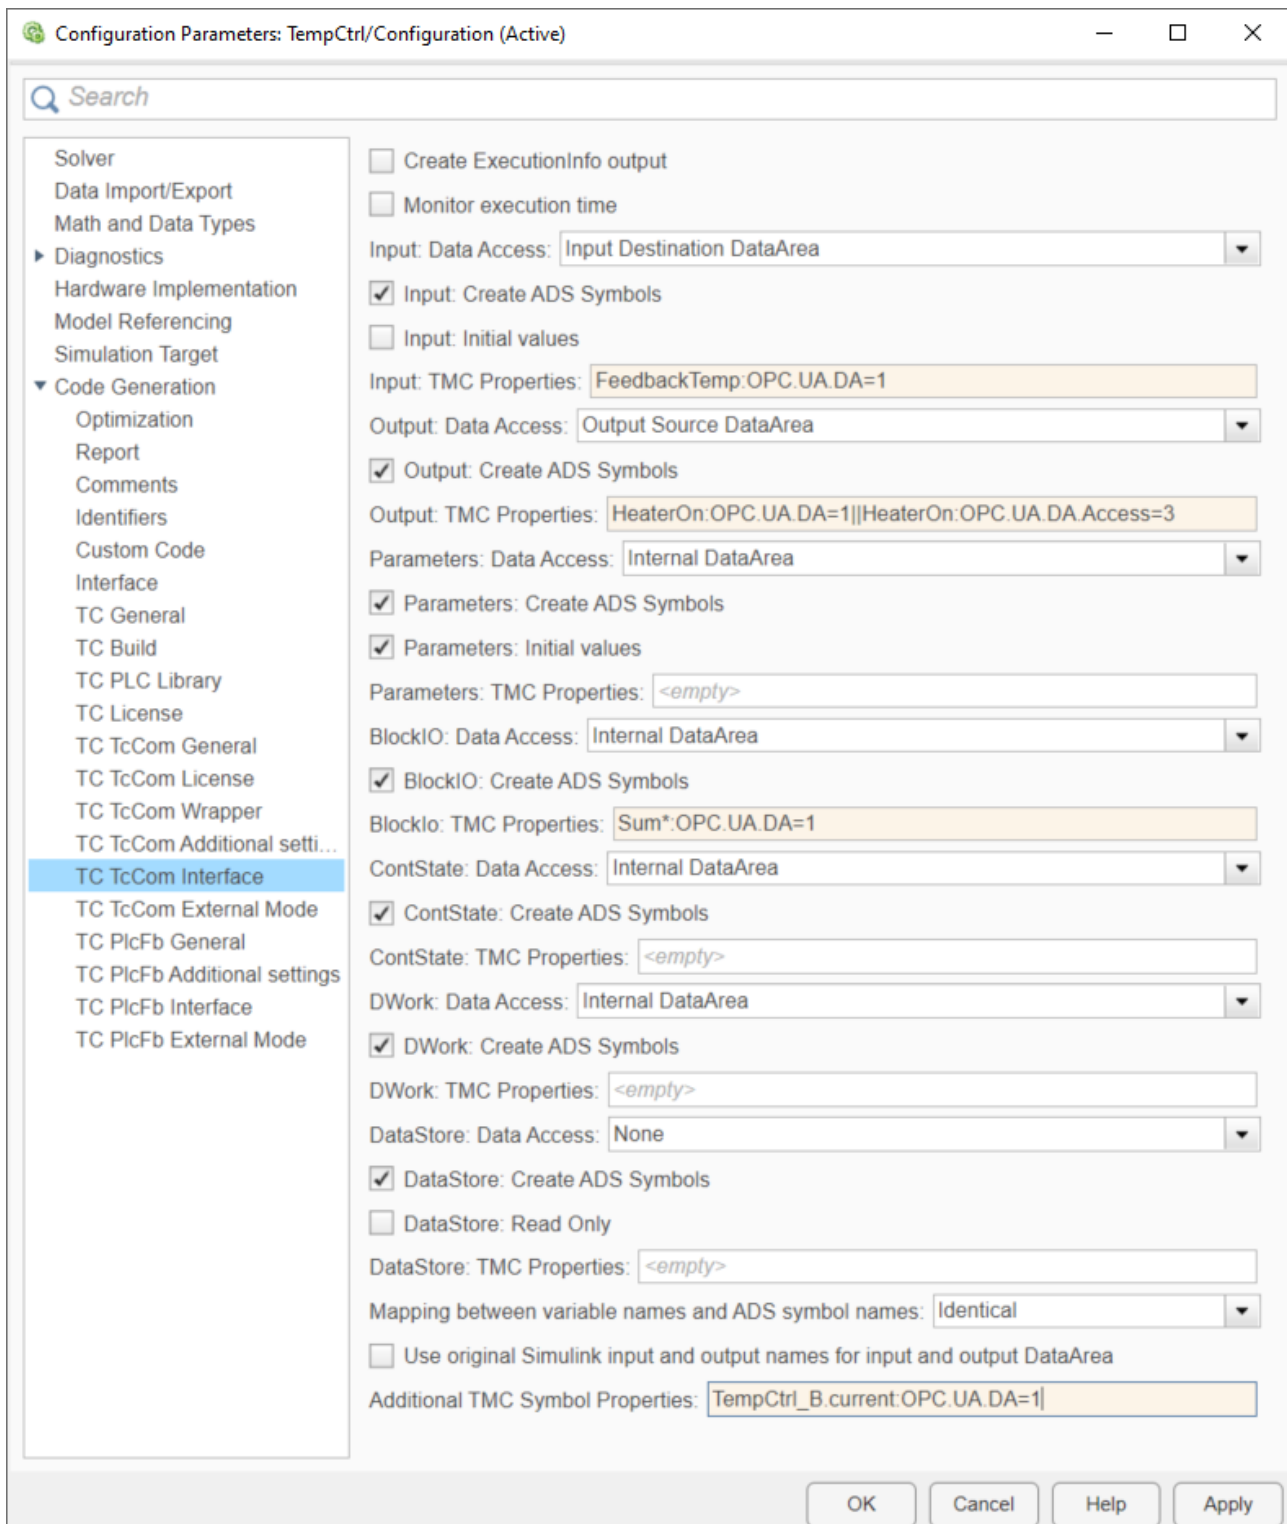 Configuration Parameters: TempCtrl/Configuration (Active)
Search
Solver
Data Import/Export
Math and Data Types
Diagnostics
Hardware Implementation
Model Referencing
Simulation Target
Code Generation
Optimization
Report
Comments
Identifiers
Custom Code
Interface
TC General
TC Build
TC PLC Library
TC License
TC TcCom General
TC TcCom License
TC TcCom Wrapper
TC TcCom Additional setti...
TC TcCom Interface
TC TcCom External Mode
TC PlcFb General
TC PlcFb Additional settings
TC PlcFb Interface
TC PlcFb External Mode
Create ExecutionInfo output
Monitor execution time
Input: Data Access: Input Destination DataArea
Input: Create ADS Symbols
Input: Initial values
Input: TMC Properties: FeedbackTemp:OPC.UA.DA=1
Output: Data Access: Output Source DataArea
Output: Create ADS Symbols
Output: TMC Properties: HeaterOn:OPC.UA.DA=1||HeaterOn:OPC.UA.DA.Access=3
Parameters: Data Access: Internal DataArea
Parameters: Create ADS Symbols
Parameters: Initial values
Parameters: TMC Properties: <empty>
BlockIO: Data Access: Internal DataArea
BlockIO: Create ADS Symbols
BlockIo: TMC Properties: Sum*:OPC.UA.DA=1
ContState: Data Access: Internal DataArea
ContState: Create ADS Symbols
ContState: TMC Properties: <empty>
DWork: Data Access: Internal DataArea
DWork: Create ADS Symbols
DWork: TMC Properties: <empty>
DataStore: Data Access: None
DataStore: Create ADS Symbols
DataStore: Read Only
DataStore: TMC Properties: <empty>
Mapping between variable names and ADS symbol names: Identical
Use original Simulink input and output names for input and output DataArea
Additional TMC Symbol Properties: TempCtrl_B.current:OPC.UA.DA=1
OK Cancel Help Apply